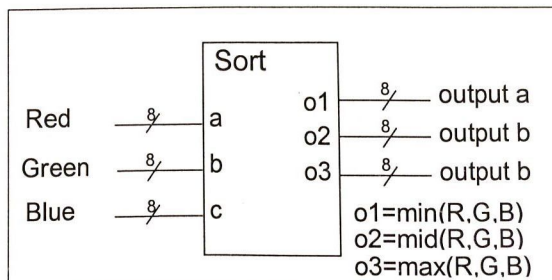 Sort
Red 8 a o1 8 output a
Green 8 b o2 8 output b
Blue 8 c o3 8 output b
o1=min(R,G,B)
o2=mid(R,G,B)
o3=max(R,G,B)